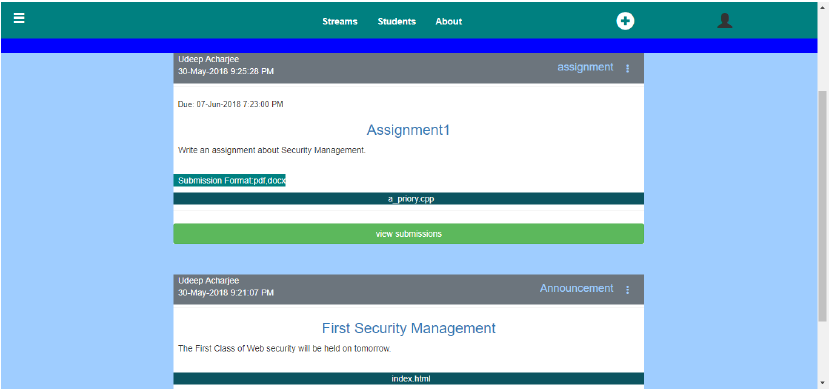 Streams Students About
Udeep Acharjee
30-May-2018 9:25:28 PM
assignment
Due: 07-Jun-2018 7:23:00 PM
Assignment1
Write an assignment about Security Management.
Submission Format:pdf,docx
a_priory.cpp
view submissions
Udeep Acharjee
30-May-2018 9:21:07 PM
Announcement
First Security Management
The First Class of Web security will be held on tomorrow.
index.html